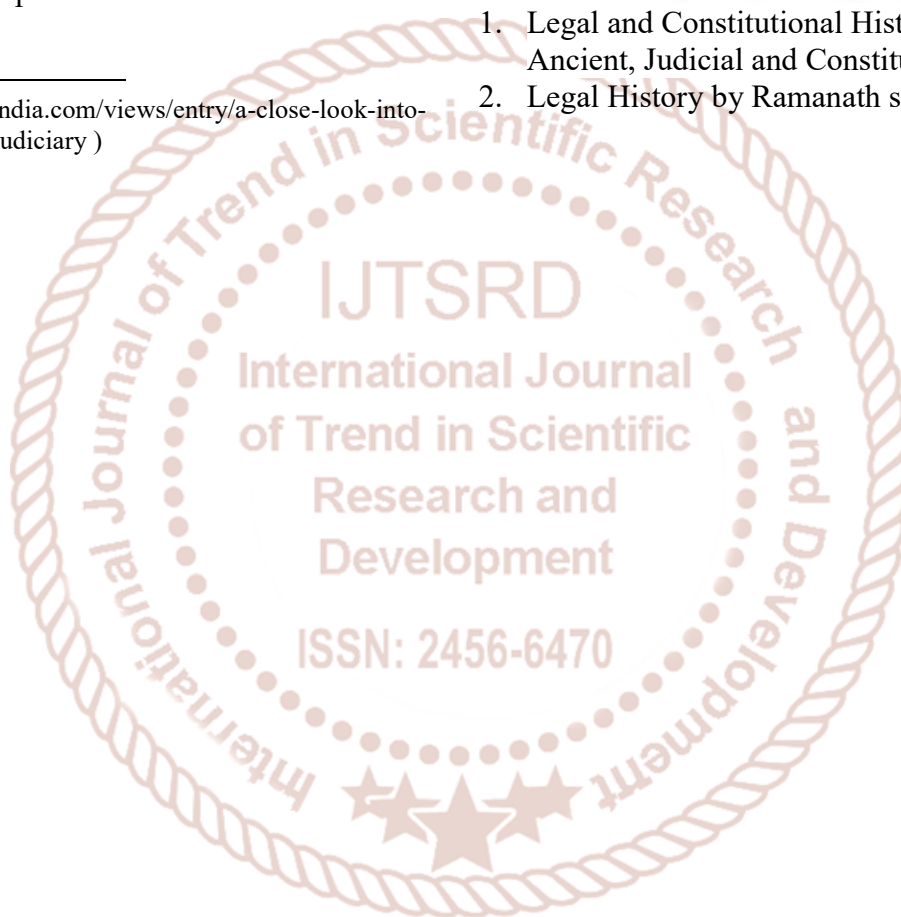 ndia.com/views/entry/a-close-look-into-
udiciary )
1. Legal and Constitutional
Ancient, Judicial and
2. Legal History by Ramanath
International Journal of Trend in Scientific Research and Development
IJTSRD
International Journal
of Trend in Scientific
Research and
Development
ISSN: 2456-6470